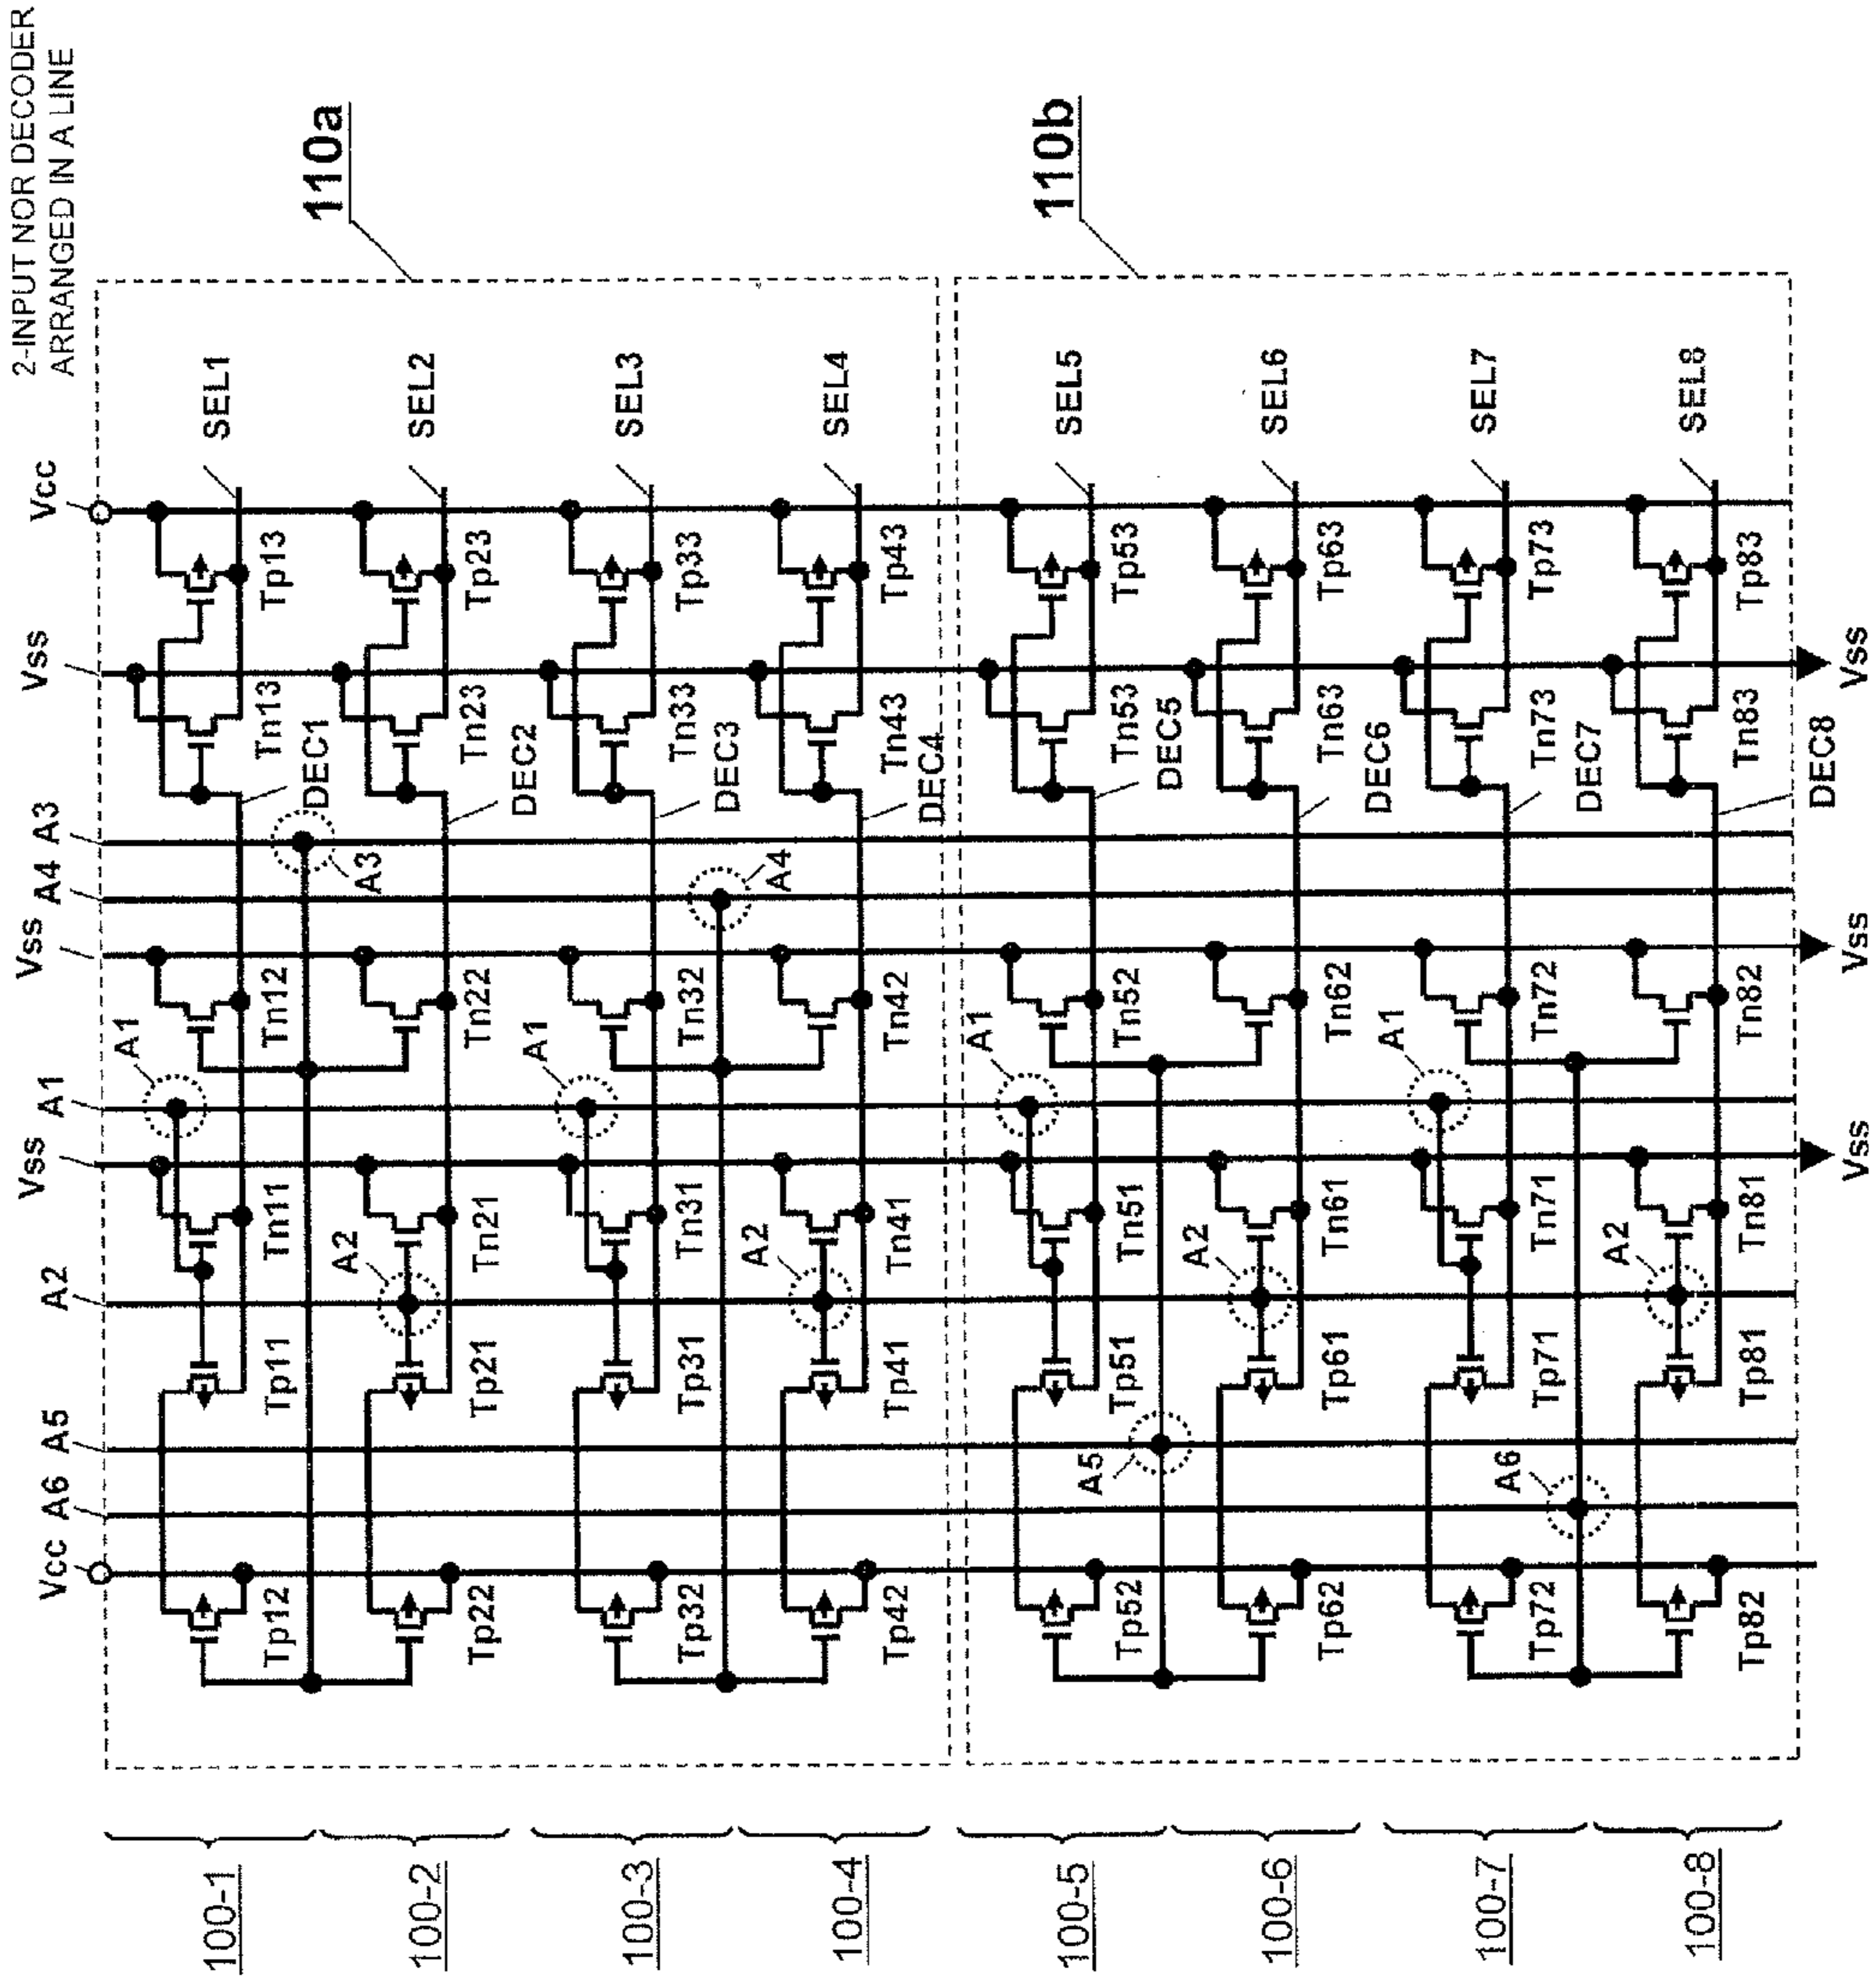 2-INPUT NOR DECODER
ARRANGED IN A LINE
110a
110b
Vcc
Vss
A3
A4
Vss
A1
Vss
A2
A5
A6
Vcc
SEL1
SEL2
SEL3
SEL4
SEL5
SEL6
SEL7
SEL8
Tp13
Tp23
Tp33
Tp43
Tp53
Tp63
Tp73
Tp83
Tn13
Tn23
Tn33
Tn43
Tn53
Tn63
Tn73
Tn83
DEC1
DEC2
DEC3
DEC4
DEC5
DEC6
DEC7
DEC8
A3
A4
Tn12
Tn22
Tn32
Tn42
Tn52
Tn62
Tn72
Tn82
A1
A1
A1
A1
Tn11
Tn21
Tn31
Tn41
Tn51
Tn61
Tn71
Tn81
A2
A2
A2
A2
Tp11
Tp21
Tp31
Tp41
Tp51
Tp61
Tp71
Tp81
A5
A6
Tp12
Tp22
Tp32
Tp42
Tp52
Tp62
Tp72
Tp82
Vss
Vss
Vss
100-1
100-2
100-3
100-4
100-5
100-6
100-7
100-8